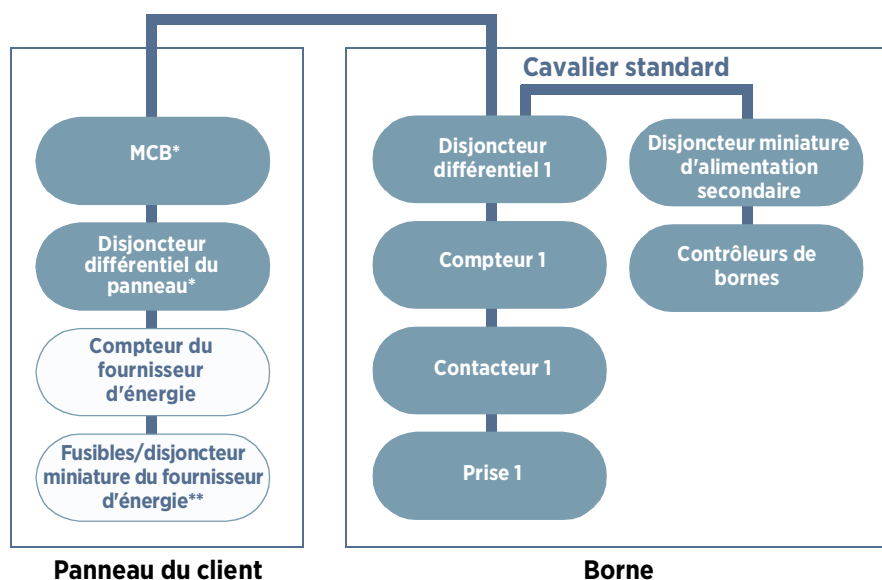 Cavalier standard
MCB*
Disjoncteur
différentiel du
panneau*
Compteur du
fournisseur
d'énergie
Fusibles/disjoncteur
miniature du fournisseur
d'énergie**
Disjoncteur
différentiel 1
Compteur 1
Contacteur 1
Prise 1
Disjoncteur miniature
d'alimentation
secondaire
Contrôleurs de
bornes
Panneau du client
Borne